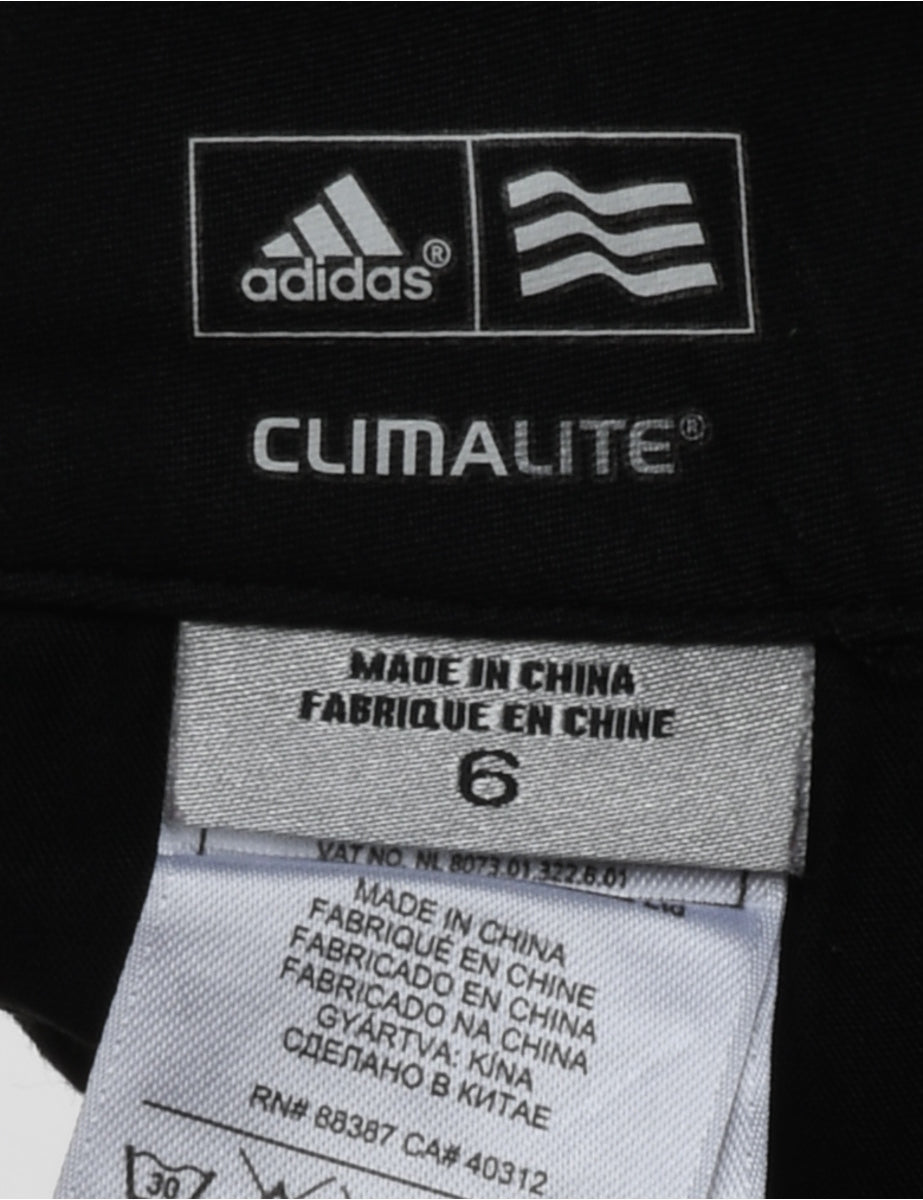 adidas®
CLIMALITE®
MADE IN CHINA
FABRIQUE EN CHINE
6
VAT NO. NL 8073.01.322.B.01
Ltd
MADE IN CHINA
FABRIQUÉ EN CHINE
FABRICADO EN CHINA
FABRICADO NA CHINA
GYÁRTVA: KÍNA
СДЕЛАНО В КИТАЕ
RN# 88387 CA# 40312
30